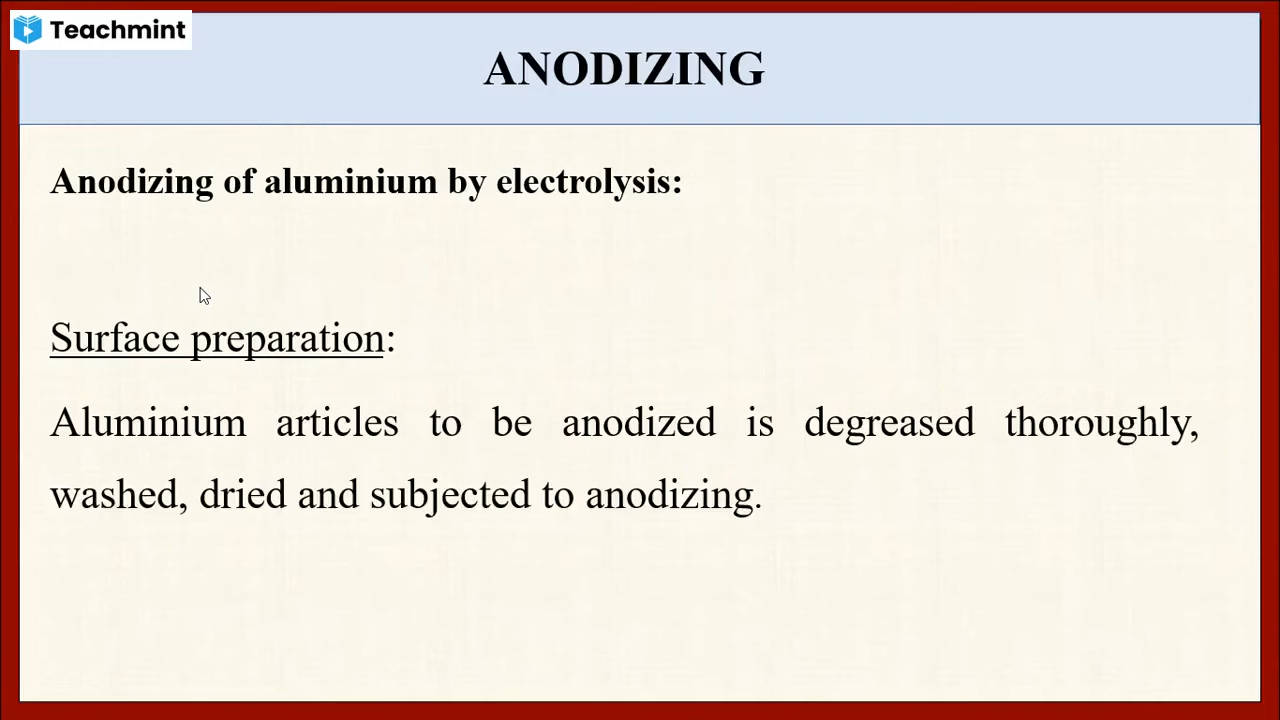 Teachmint
ANODIZING
Anodizing of aluminium by electrolysis:
Surface preparation:
Aluminium articles to be anodized is degreased thoroughly,
washed, dried and subjected to anodizing.